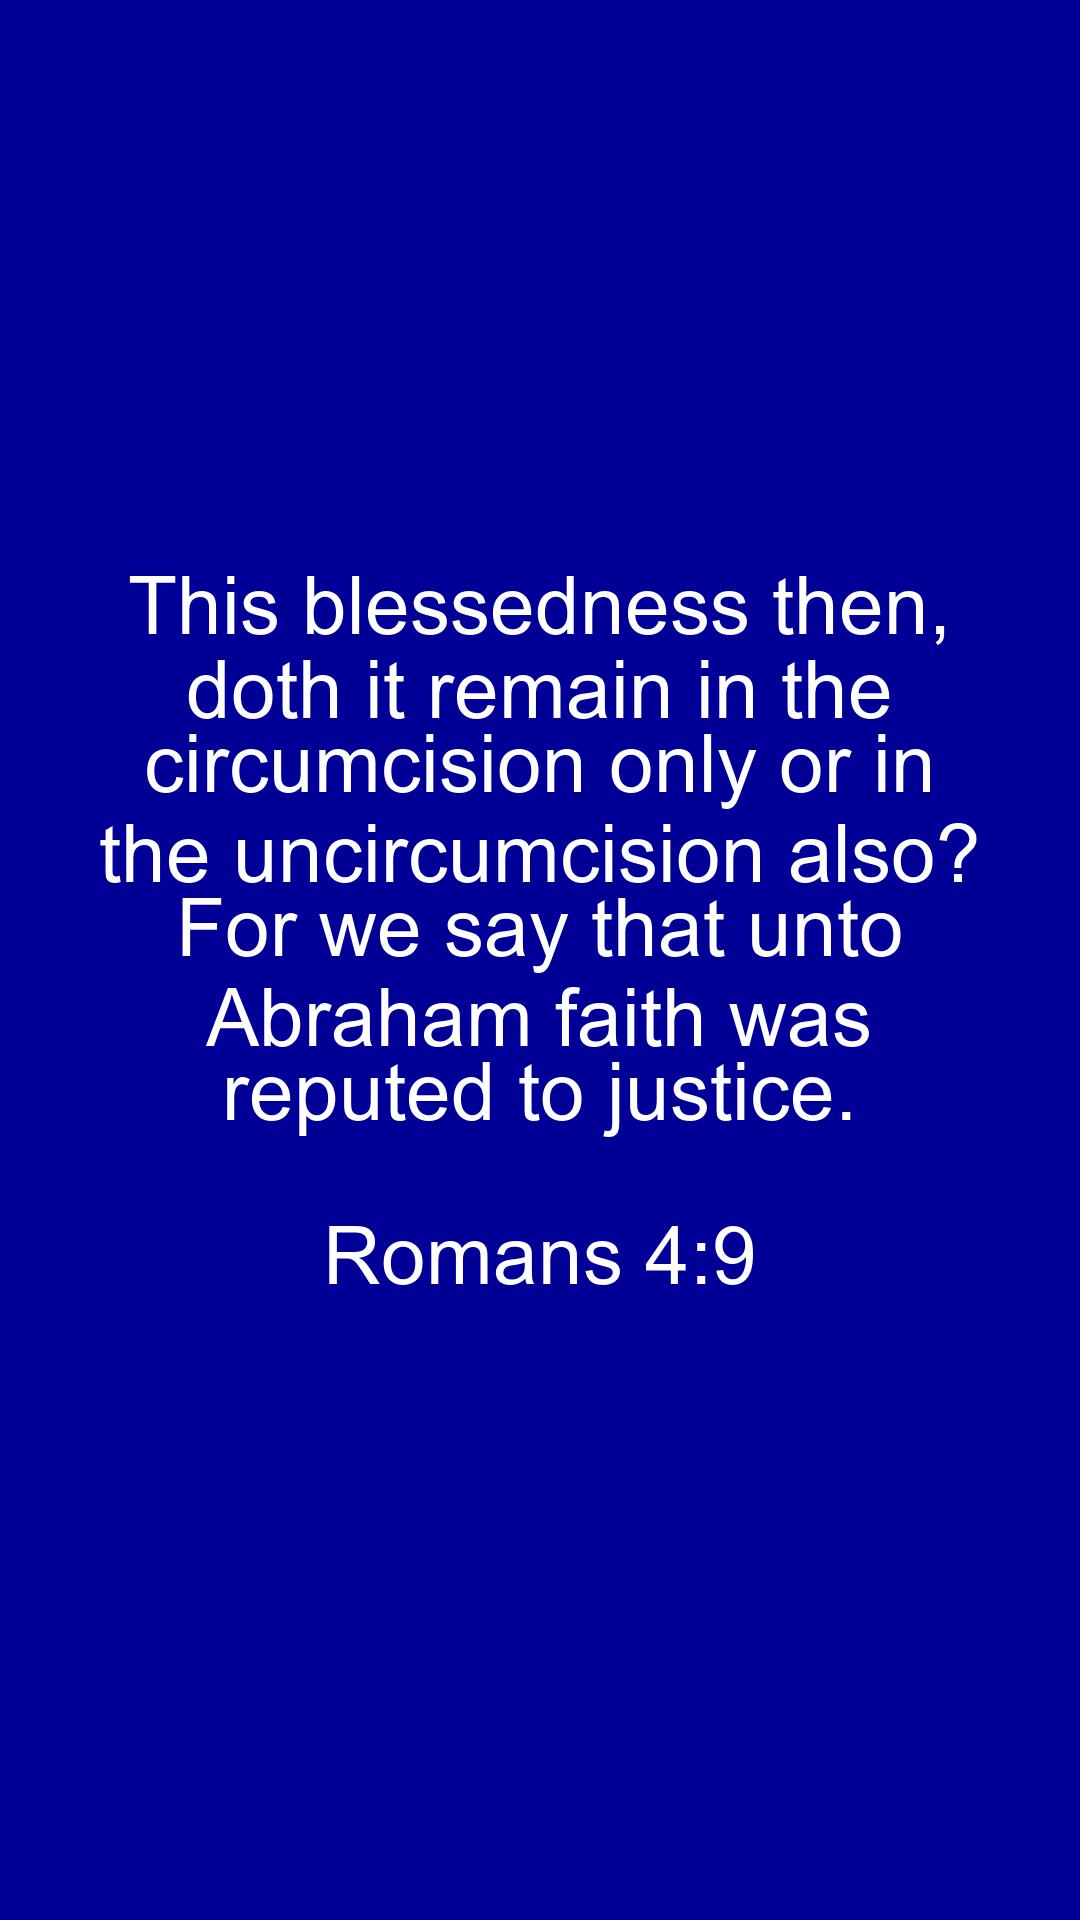 This blessedness then,
doth it remain in the
circumcision only or in
the uncircumcision also?
For we say that unto
Abraham faith was
reputed to justice.
Romans 4:9